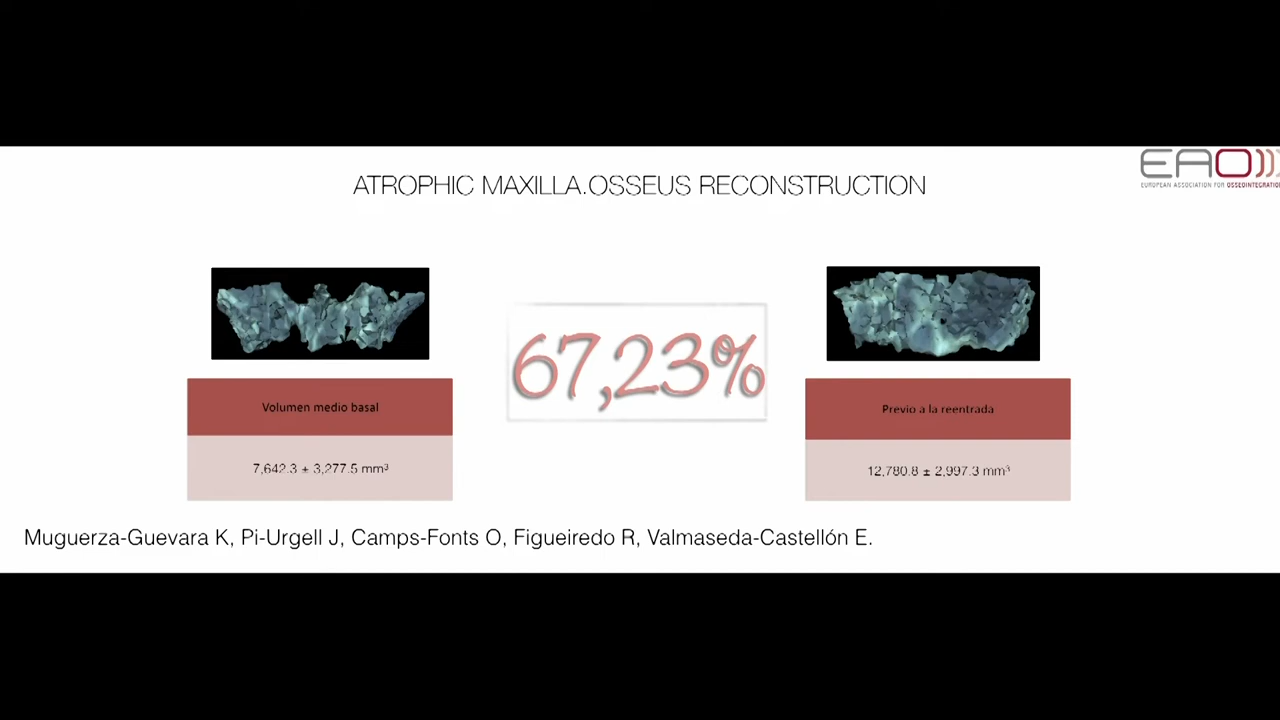 EAO
EUROPEAN ASSOCIATION FOR OSSEOINTEGRATION
ATROPHIC MAXILLA.OSSEUS RECONSTRUCTION
67,23%
Volumen medio basal
7,642.3 ± 3,277.5 mm³
Previo a la reentrada
12,780.8 ± 2,997.3 mm³
Muguerza-Guevara K, Pi-Urgell J, Camps-Fonts O, Figueiredo R, Valmaseda-Castellón E.